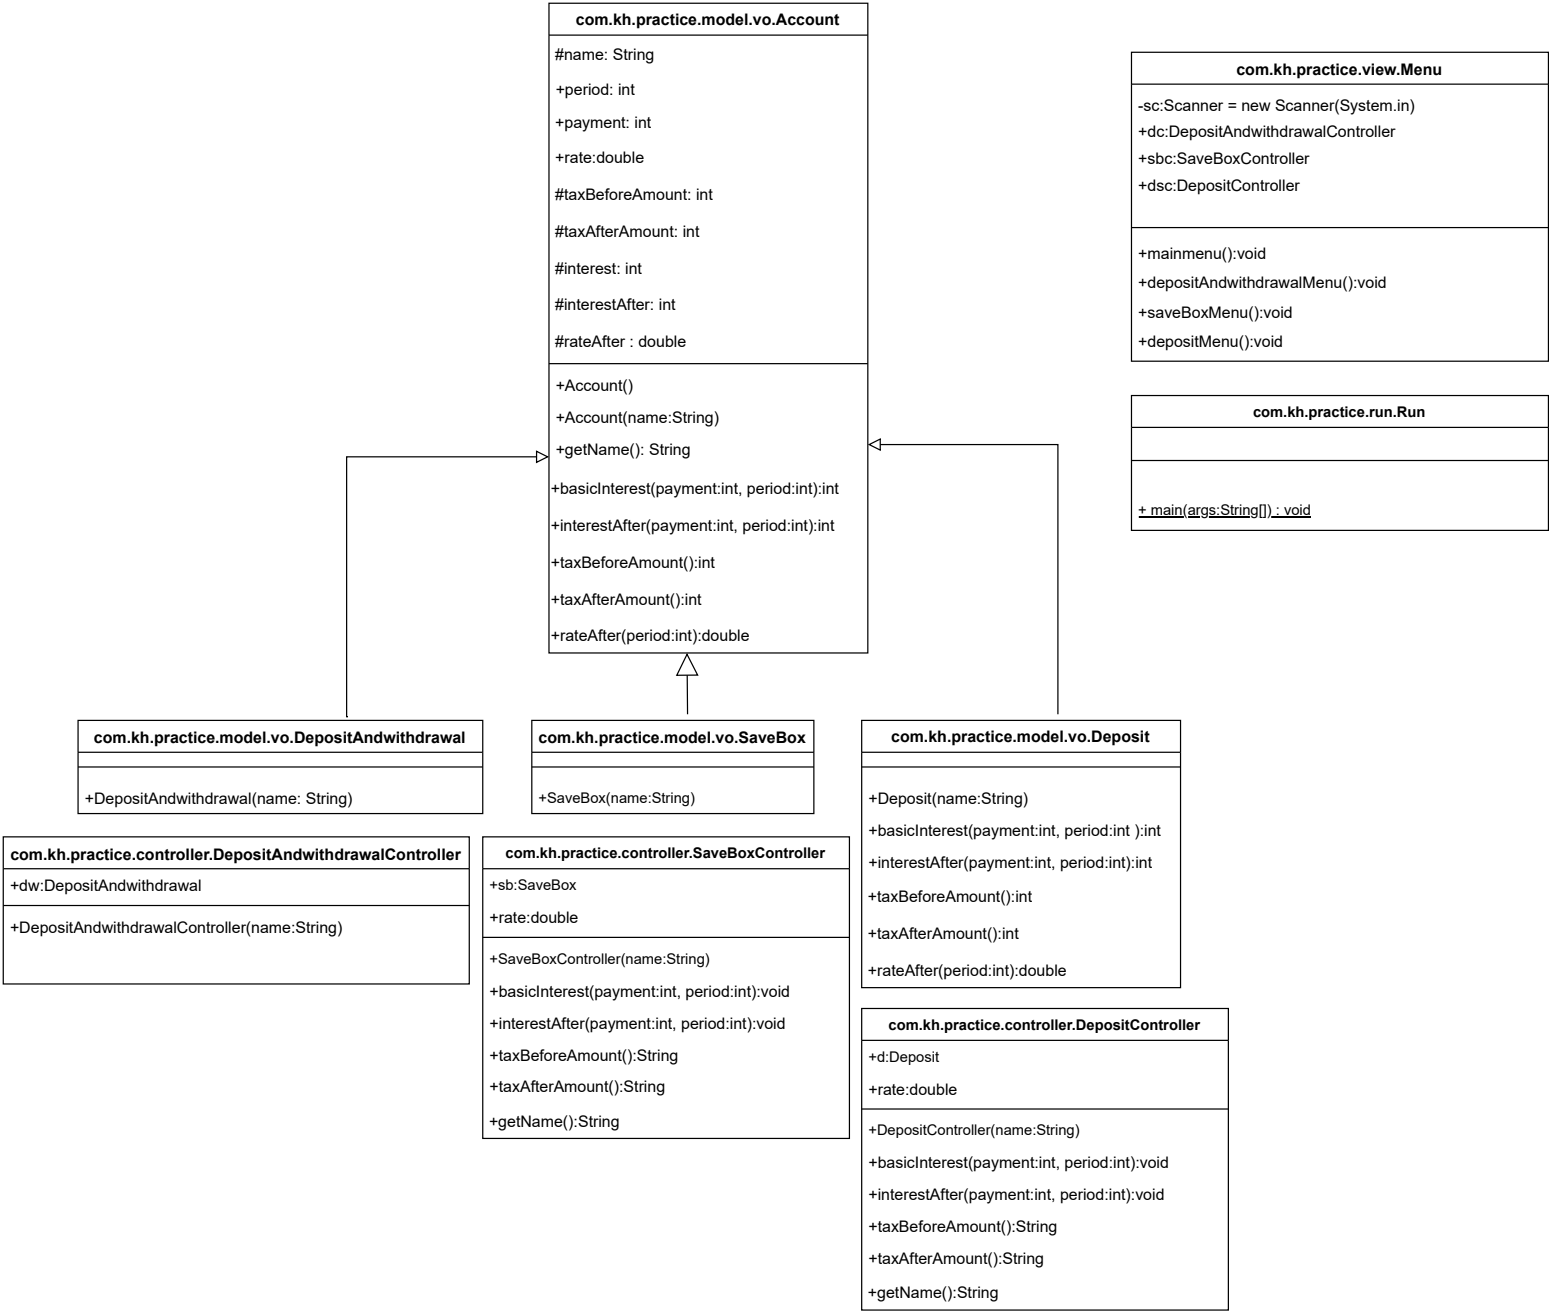 com.kh.practice.model.vo.Account
#name: String
+period: int
+payment: int
+rate:double
#taxBeforeAmount: int
#taxAfterAmount: int
#interest: int
#interestAfter: int
#rateAfter : double
+Account()
+Account(name:String)
+getName(): String
+basicInterest(payment:int, period:int):int
+interestAfter(payment:int, period:int):int
+taxBeforeAmount():int
+taxAfterAmount():int
+rateAfter(period:int):double
com.kh.practice.view.Menu
-sc:Scanner = new Scanner(System.in)
+dc:DepositAndwithdrawalController
+sbc:SaveBoxController
+dsc:DepositController
+mainmenu():void
+depositAndwithdrawalMenu():void
+saveBoxMenu():void
+depositMenu():void
com.kh.practice.run.Run
+ main(args:String[]) : void
com.kh.practice.model.vo.DepositAndwithdrawal
+DepositAndwithdrawal(name: String)
com.kh.practice.model.vo.SaveBox
+SaveBox(name:String)
com.kh.practice.model.vo.Deposit
+Deposit(name:String)
+basicInterest(payment:int, period:int ):int
+interestAfter(payment:int, period:int):int
+taxBeforeAmount():int
+taxAfterAmount():int
+rateAfter(period:int):double
com.kh.practice.controller.DepositAndwithdrawalController
+dw:DepositAndwithdrawal
+DepositAndwithdrawalController(name:String)
com.kh.practice.controller.SaveBoxController
+sb:SaveBox
+rate:double
+SaveBoxController(name:String)
+basicInterest(payment:int, period:int):void
+interestAfter(payment:int, period:int):void
+taxBeforeAmount():String
+taxAfterAmount():String
+getName():String
com.kh.practice.controller.DepositController
+d:Deposit
+rate:double
+DepositController(name:String)
+basicInterest(payment:int, period:int):void
+interestAfter(payment:int, period:int):void
+taxBeforeAmount():String
+taxAfterAmount():String
+getName():String